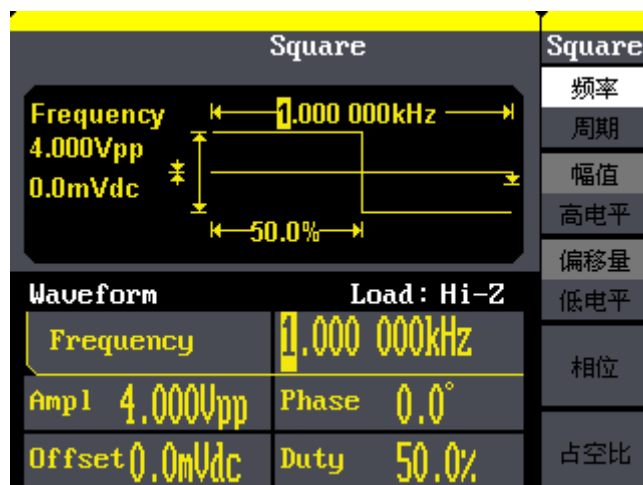 Square
Frequency 1.000 000kHz
4.000Vpp
0.0mVdc
50.0%
Waveform Load: Hi-Z
Frequency 1.000 000kHz
Ampl 4.000Vpp Phase 0.0°
Offset 0.0mVdc Duty 50.0%
Square
频率
周期
幅值
高电平
偏移量
低电平
相位
占空比